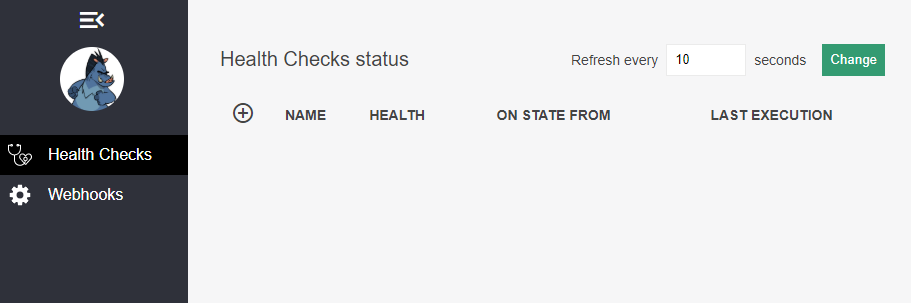 Health Checks status
Refresh every 10 seconds Change
NAME HEALTH ON STATE FROM LAST EXECUTION
Health Checks
Webhooks